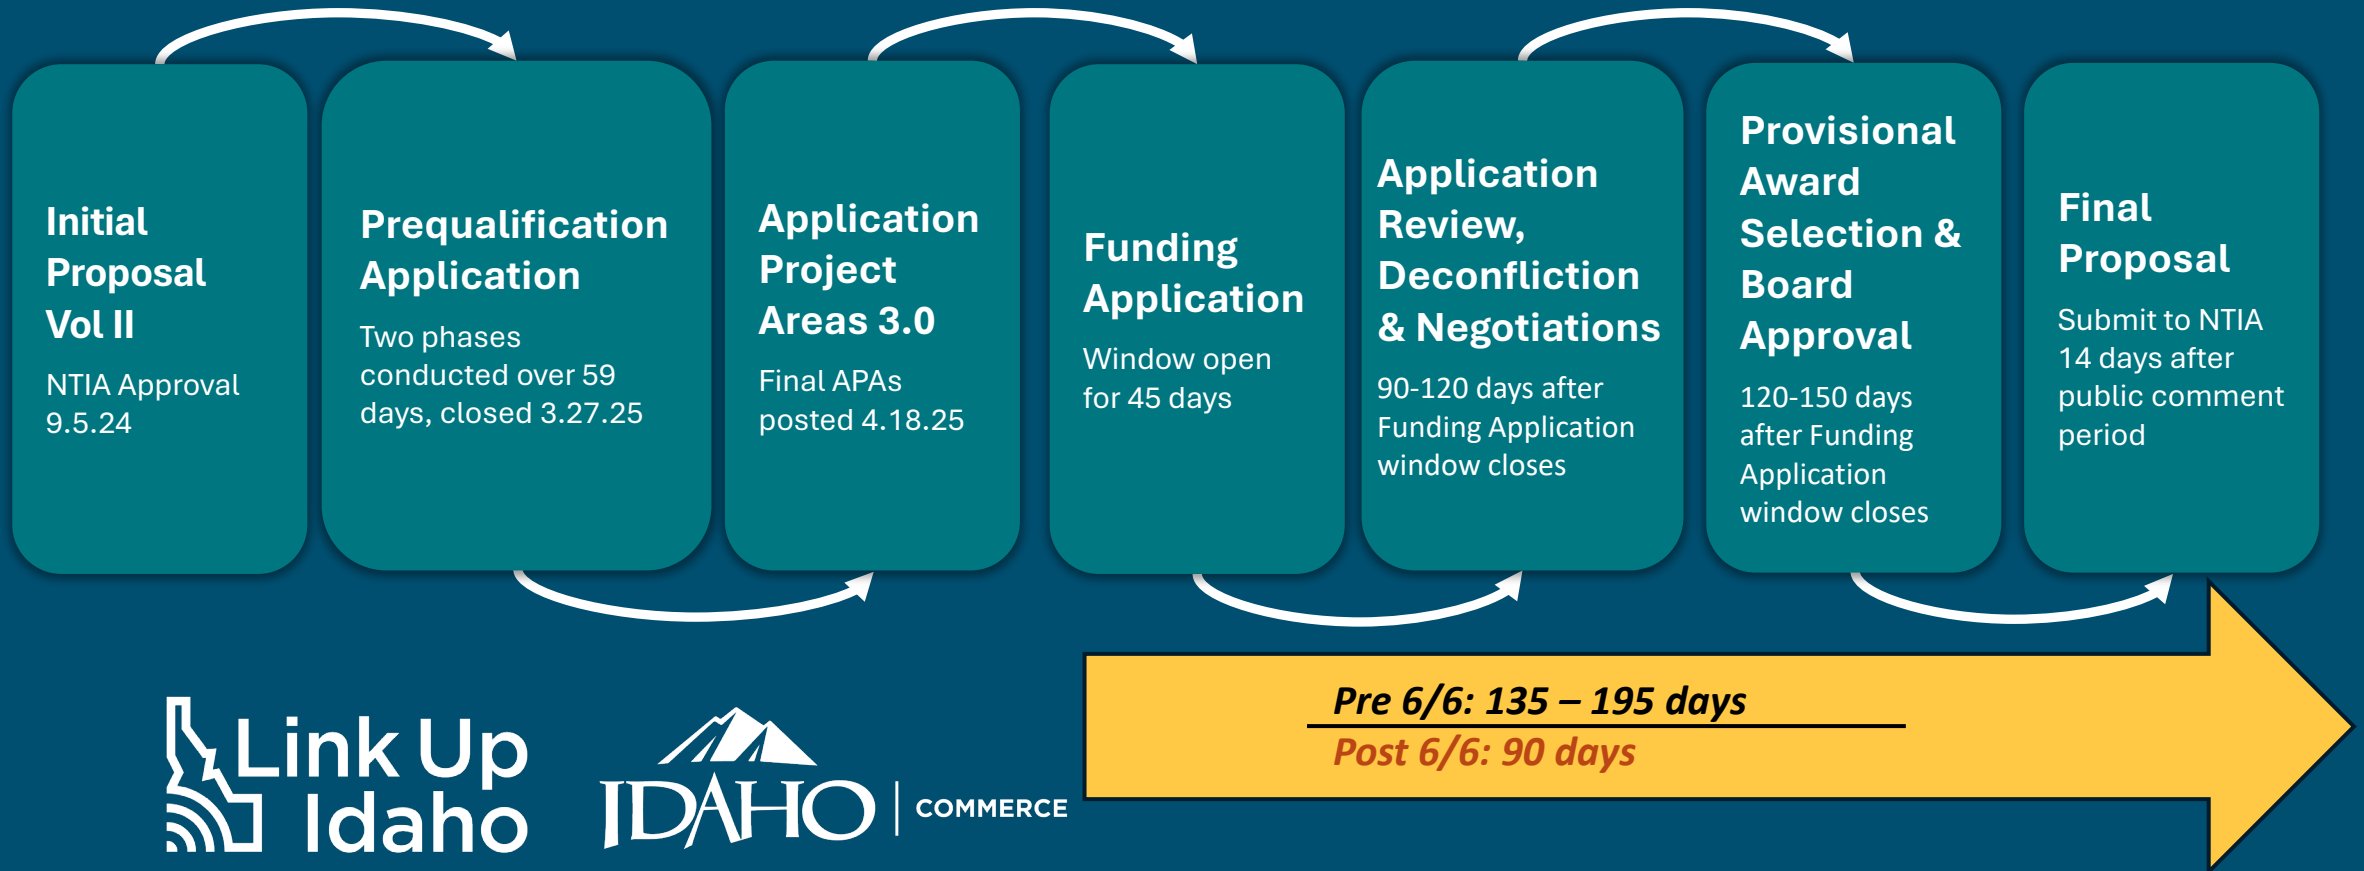 Initial
Proposal
Vol II
NTIA Approval
9.5.24
Prequalification
Application
Two phases
conducted over 59
days, closed 3.27.25
Application
Project
Areas 3.0
Final APAs
posted 4.18.25
Funding
Application
Window open
for 45 days
Application
Review,
Deconfliction
& Negotiations
90-120 days after
Funding Application
window closes
Provisional
Award
Selection &
Board
Approval
120-150 days
after Funding
Application
window closes
Final
Proposal
Submit to NTIA
14 days after
public comment
period
Pre 6/6: 135 – 195 days
Post 6/6: 90 days
Link Up
Idaho
IDAHO
COMMERCE